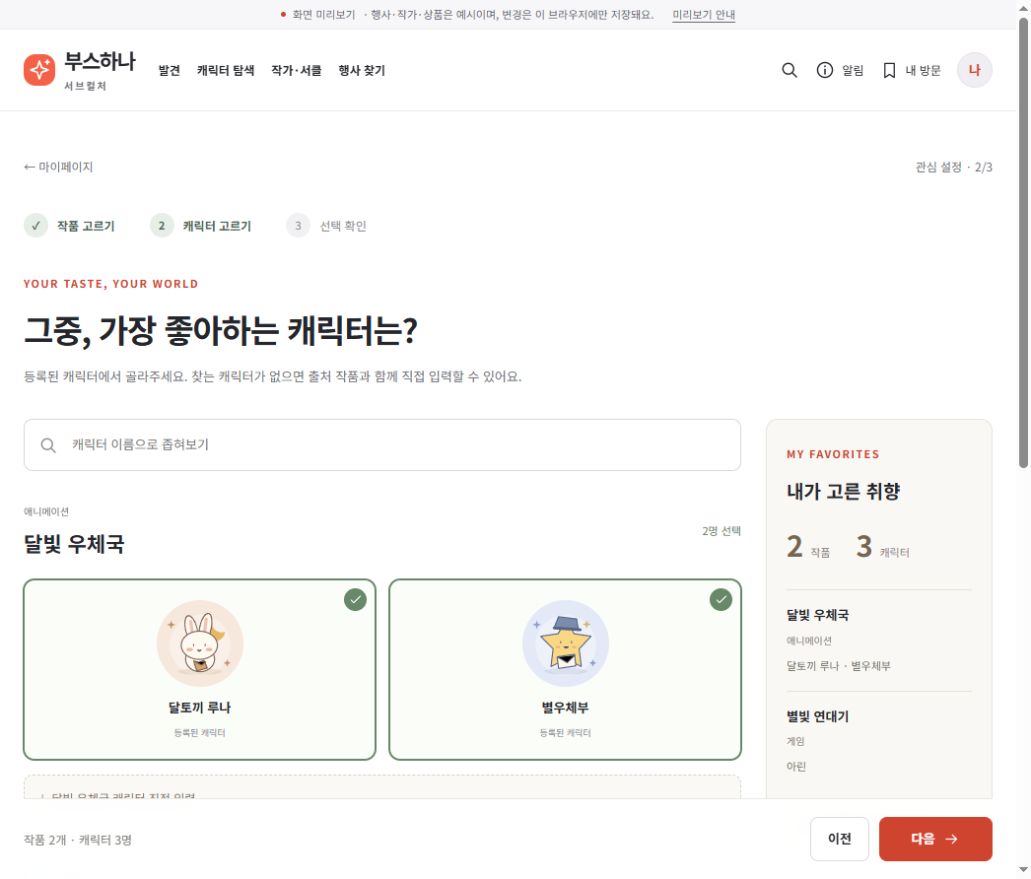 화면 미리보기 · 행사·작가·상품은 예시이며, 변경은 이 브라우저에만 저장돼요. 미리보기 안내
부스하나
서브컬처
발견 캐릭터 탐색 작가·서클 행사 찾기
알림 내 방문 나
← 마이페이지
관심 설정 · 2/3
✓ 작품 고르기 2 캐릭터 고르기 3 선택 확인
YOUR TASTE, YOUR WORLD
그중, 가장 좋아하는 캐릭터는?
등록된 캐릭터에서 골라주세요. 찾는 캐릭터가 없으면 출처 작품과 함께 직접 입력할 수 있어요.
캐릭터 이름으로 좁혀보기
애니메이션
달빛 우체국
2명 선택
달토끼 루나
등록된 캐릭터
별우체부
등록된 캐릭터
+ 달빛 우체국 캐릭터 직접 입력
MY FAVORITES
내가 고른 취향
2 작품 3 캐릭터
달빛 우체국
애니메이션
달토끼 루나 · 별우체부
별빛 연대기
게임
아린
작품 2개 · 캐릭터 3명
이전
다음 →